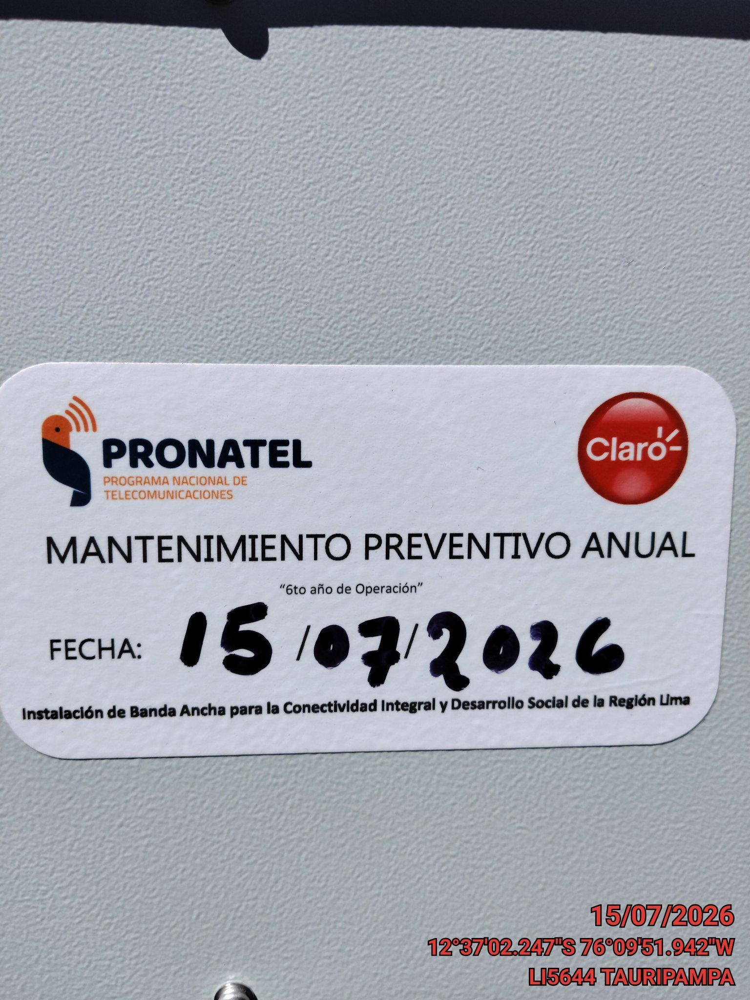 PRONATEL
PROGRAMA NACIONAL DE
TELECOMUNICACIONES
Claro
MANTENIMIENTO PREVENTIVO ANUAL
“6to año de Operación”
FECHA: 15/07/2026
Instalación de Banda Ancha para la Conectividad Integral y Desarrollo Social de la Región Lima
15/07/2026
12°37'02.247"S 76°09'51.942"W
LI5644 TAURIPAMPA